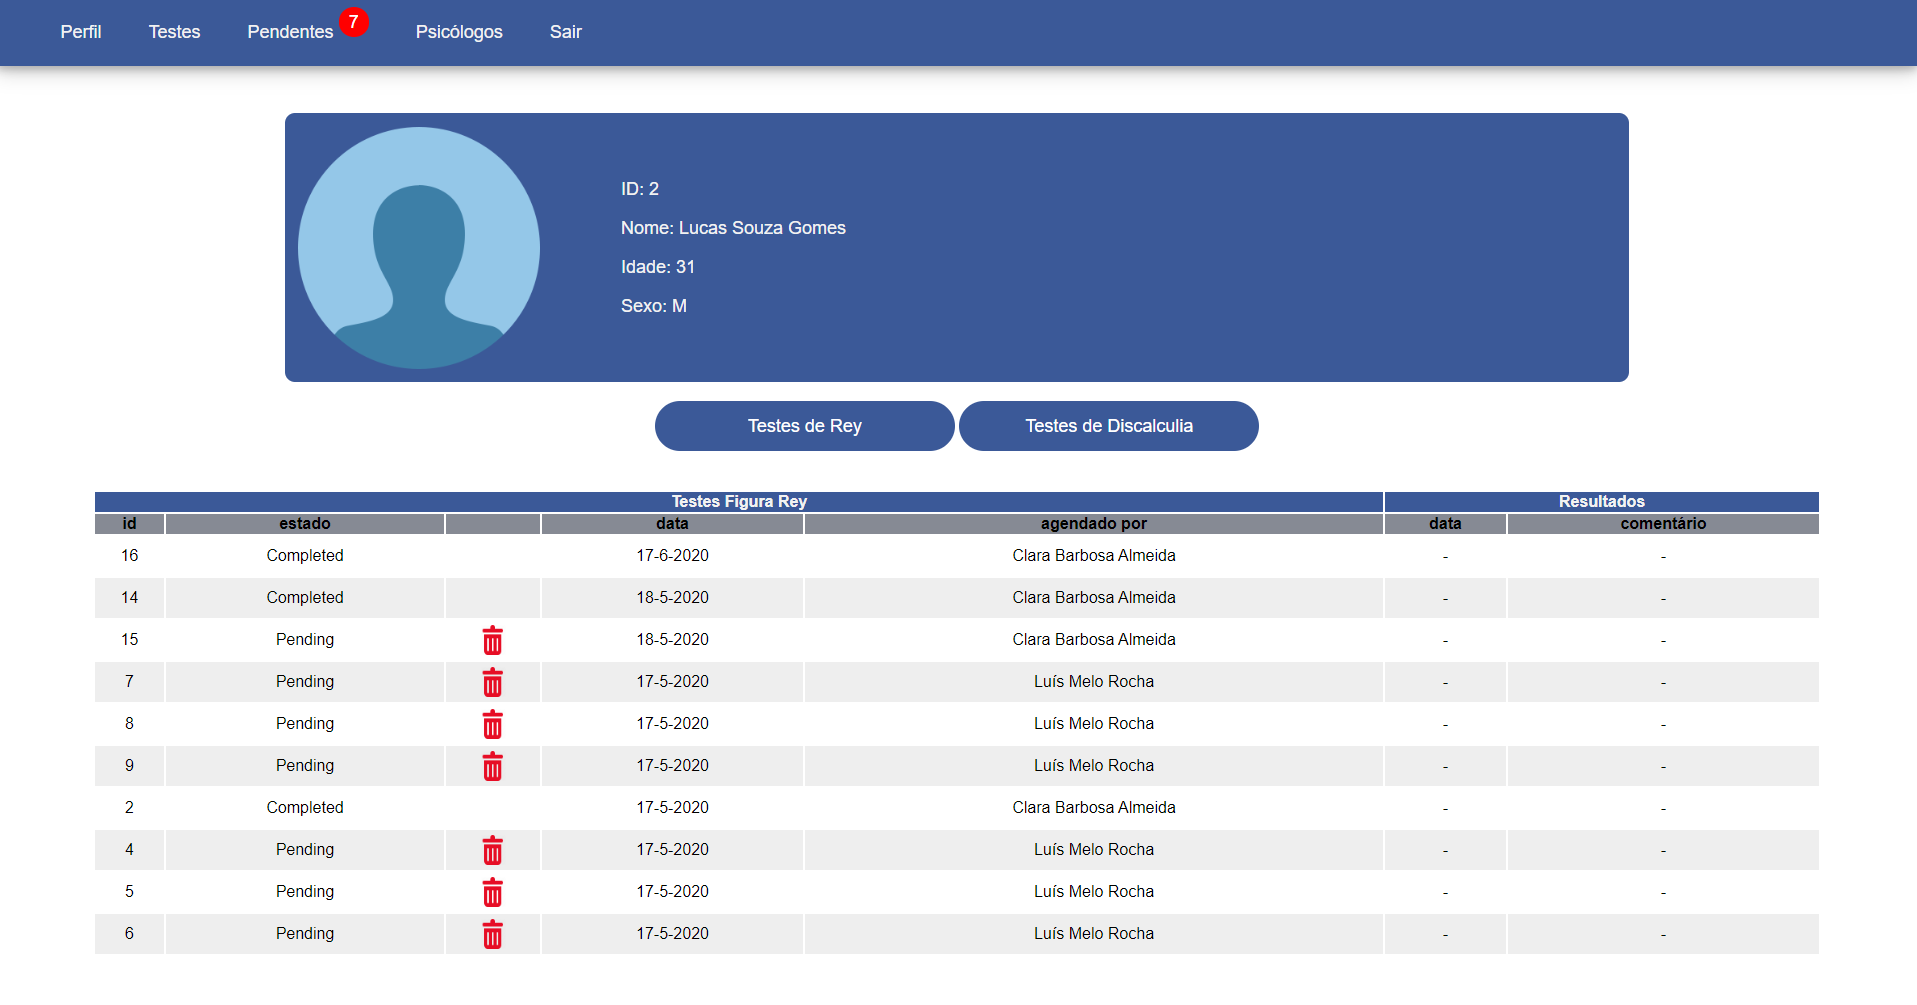 Perfil Testes Pendentes 7 Psicólogos Sair
ID: 2
Nome: Lucas Souza Gomes
Idade: 31
Sexo: M
Testes de Rey Testes de Discalculia
Testes Figura Rey Resultados
id estado data agendado por data comentário
16 Completed 17-6-2020 Clara Barbosa Almeida - -
14 Completed 18-5-2020 Clara Barbosa Almeida - -
15 Pending 18-5-2020 Clara Barbosa Almeida - -
7 Pending 17-5-2020 Luís Melo Rocha - -
8 Pending 17-5-2020 Luís Melo Rocha - -
9 Pending 17-5-2020 Luís Melo Rocha - -
2 Completed 17-5-2020 Clara Barbosa Almeida - -
4 Pending 17-5-2020 Luís Melo Rocha - -
5 Pending 17-5-2020 Luís Melo Rocha - -
6 Pending 17-5-2020 Luís Melo Rocha - -